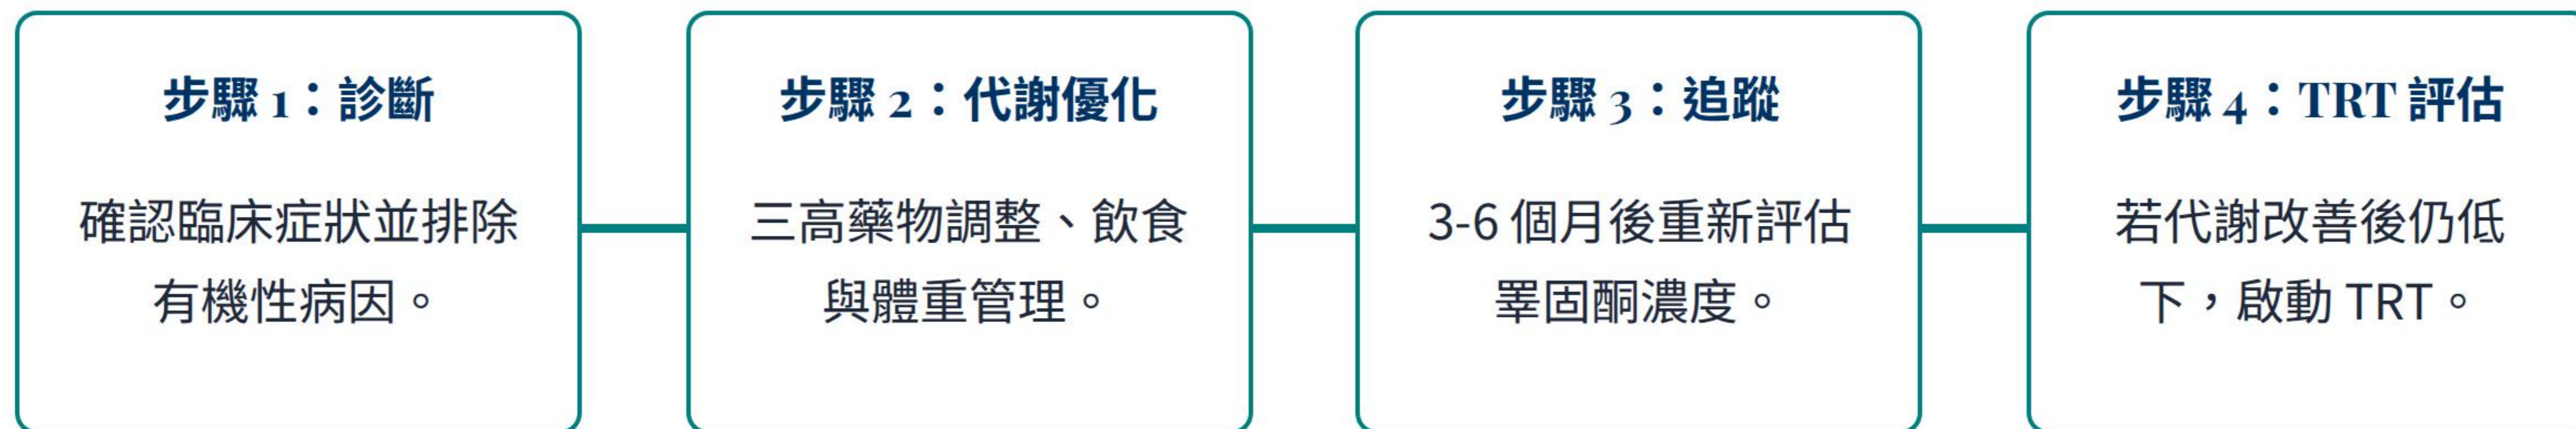 步驟 1：診斷
確認臨床症狀並排除
有機性病因。
步驟 2：代謝優化
三高藥物調整、飲食
與體重管理。
步驟 3：追蹤
3-6 個月後重新評估
睪固酮濃度。
步驟 4：TRT 評估
若代謝改善後仍低
下，啟動 TRT。